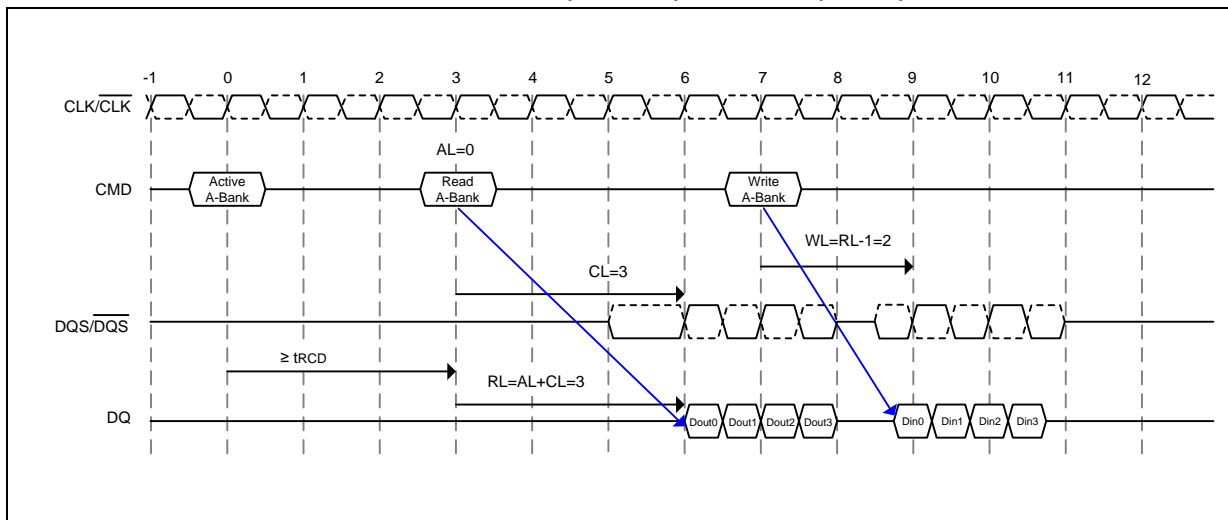 -1 0 1 2 3 4 5 6 7 8 9 10 11 12
CLK/CLK
AL=0
CMD
Active
A-Bank
Read
A-Bank
Write
A-Bank
WL=RL-1=2
CL=3
DQS/DQS
≥ tRCD
RL=AL+CL=3
DQ
Dout0 Dout1 Dout2 Dout3 Din0 Din1 Din2 Din3